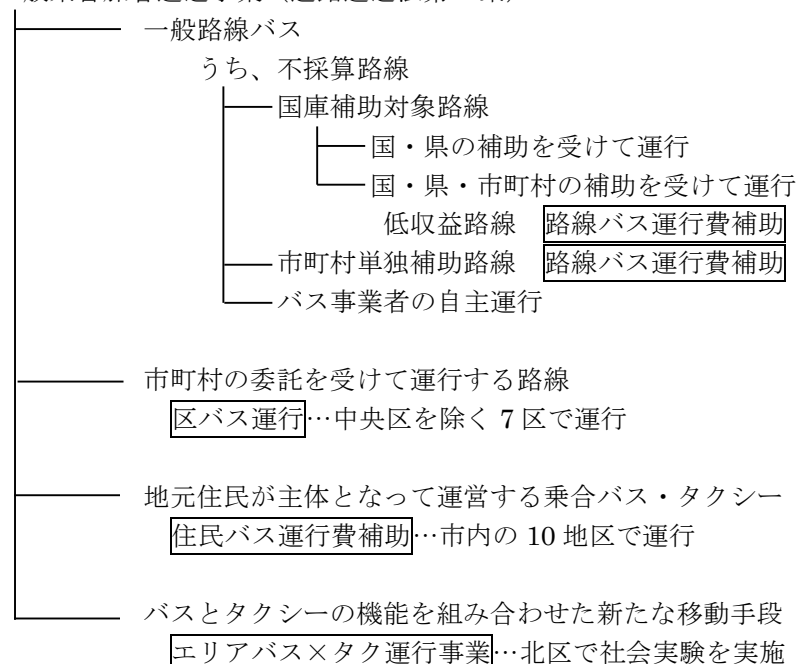 一般路線バス
うち、不採算路線
国庫補助対象路線
国・県の補助を受けて運行
国・県・市町村の補助を受けて運行
低収益路線　路線バス運行費補助
市町村単独補助路線　路線バス運行費補助
バス事業者の自主運行
市町村の委託を受けて運行する路線
区バス運行…中央区を除く 7 区で運行
地元住民が主体となって運営する乗合バス・タクシー
住民バス運行費補助…市内の 10 地区で運行
バスとタクシーの機能を組み合わせた新たな移動手段
エリアバス×タク運行事業…北区で社会実験を実施